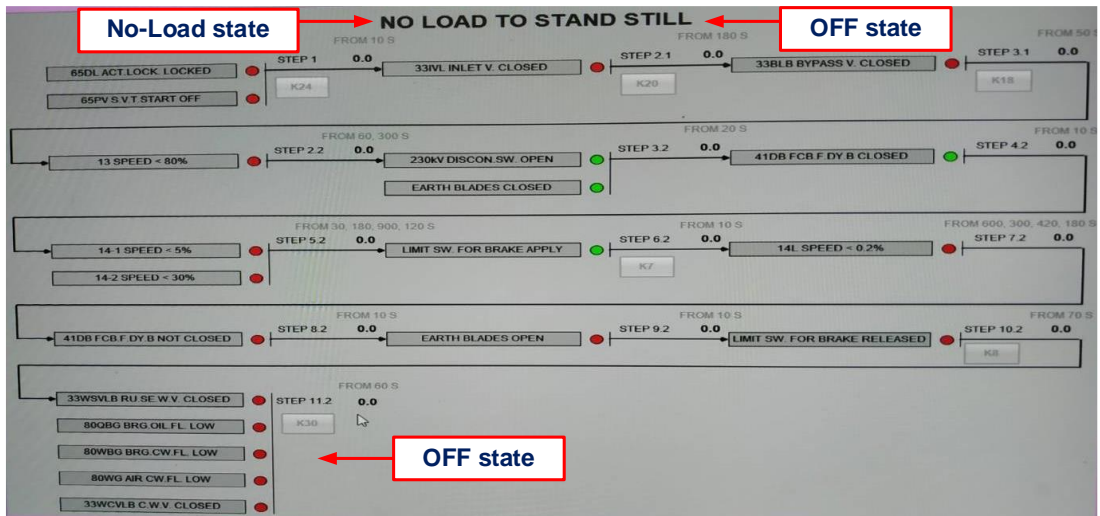 No-Load state
NO LOAD TO STAND STILL
OFF state
FROM 10 S
FROM 180 S
FROM 50 S
65DL ACT.LOCK. LOCKED
STEP 1 0.0
33IVL INLET V. CLOSED
STEP 2.1 0.0
33BLB BYPASS V. CLOSED
STEP 3.1 0.0
K24
K20
K18
65PV S.V.T START OFF
FROM 60, 300 S
FROM 20 S
FROM 10 S
13 SPEED < 80%
STEP 2.2 0.0
230kV DISCON.SW. OPEN
STEP 3.2 0.0
41DB FCB.F.DY.B CLOSED
STEP 4.2 0.0
EARTH BLADES CLOSED
FROM 30, 180, 900, 120 S
FROM 10 S
FROM 600, 300, 420, 180 S
14-1 SPEED < 5%
STEP 5.2 0.0
LIMIT SW. FOR BRAKE APPLY
STEP 6.2 0.0
14L SPEED < 0.2%
STEP 7.2 0.0
K7
14-2 SPEED < 30%
FROM 10 S
FROM 10 S
FROM 70 S
41DB FCB.F.DY.B NOT CLOSED
STEP 8.2 0.0
EARTH BLADES OPEN
STEP 9.2 0.0
LIMIT SW. FOR BRAKE RELEASED
STEP 10.2 0.0
K8
FROM 60 S
33WSVLB RU SE.W.V. CLOSED
STEP 11.2 0.0
K30
80QBG BRG.OIL.FL. LOW
80WBG BRG.CW.FL. LOW
OFF state
80WG AIR CW.FL. LOW
33WCVLB C.W.V. CLOSED